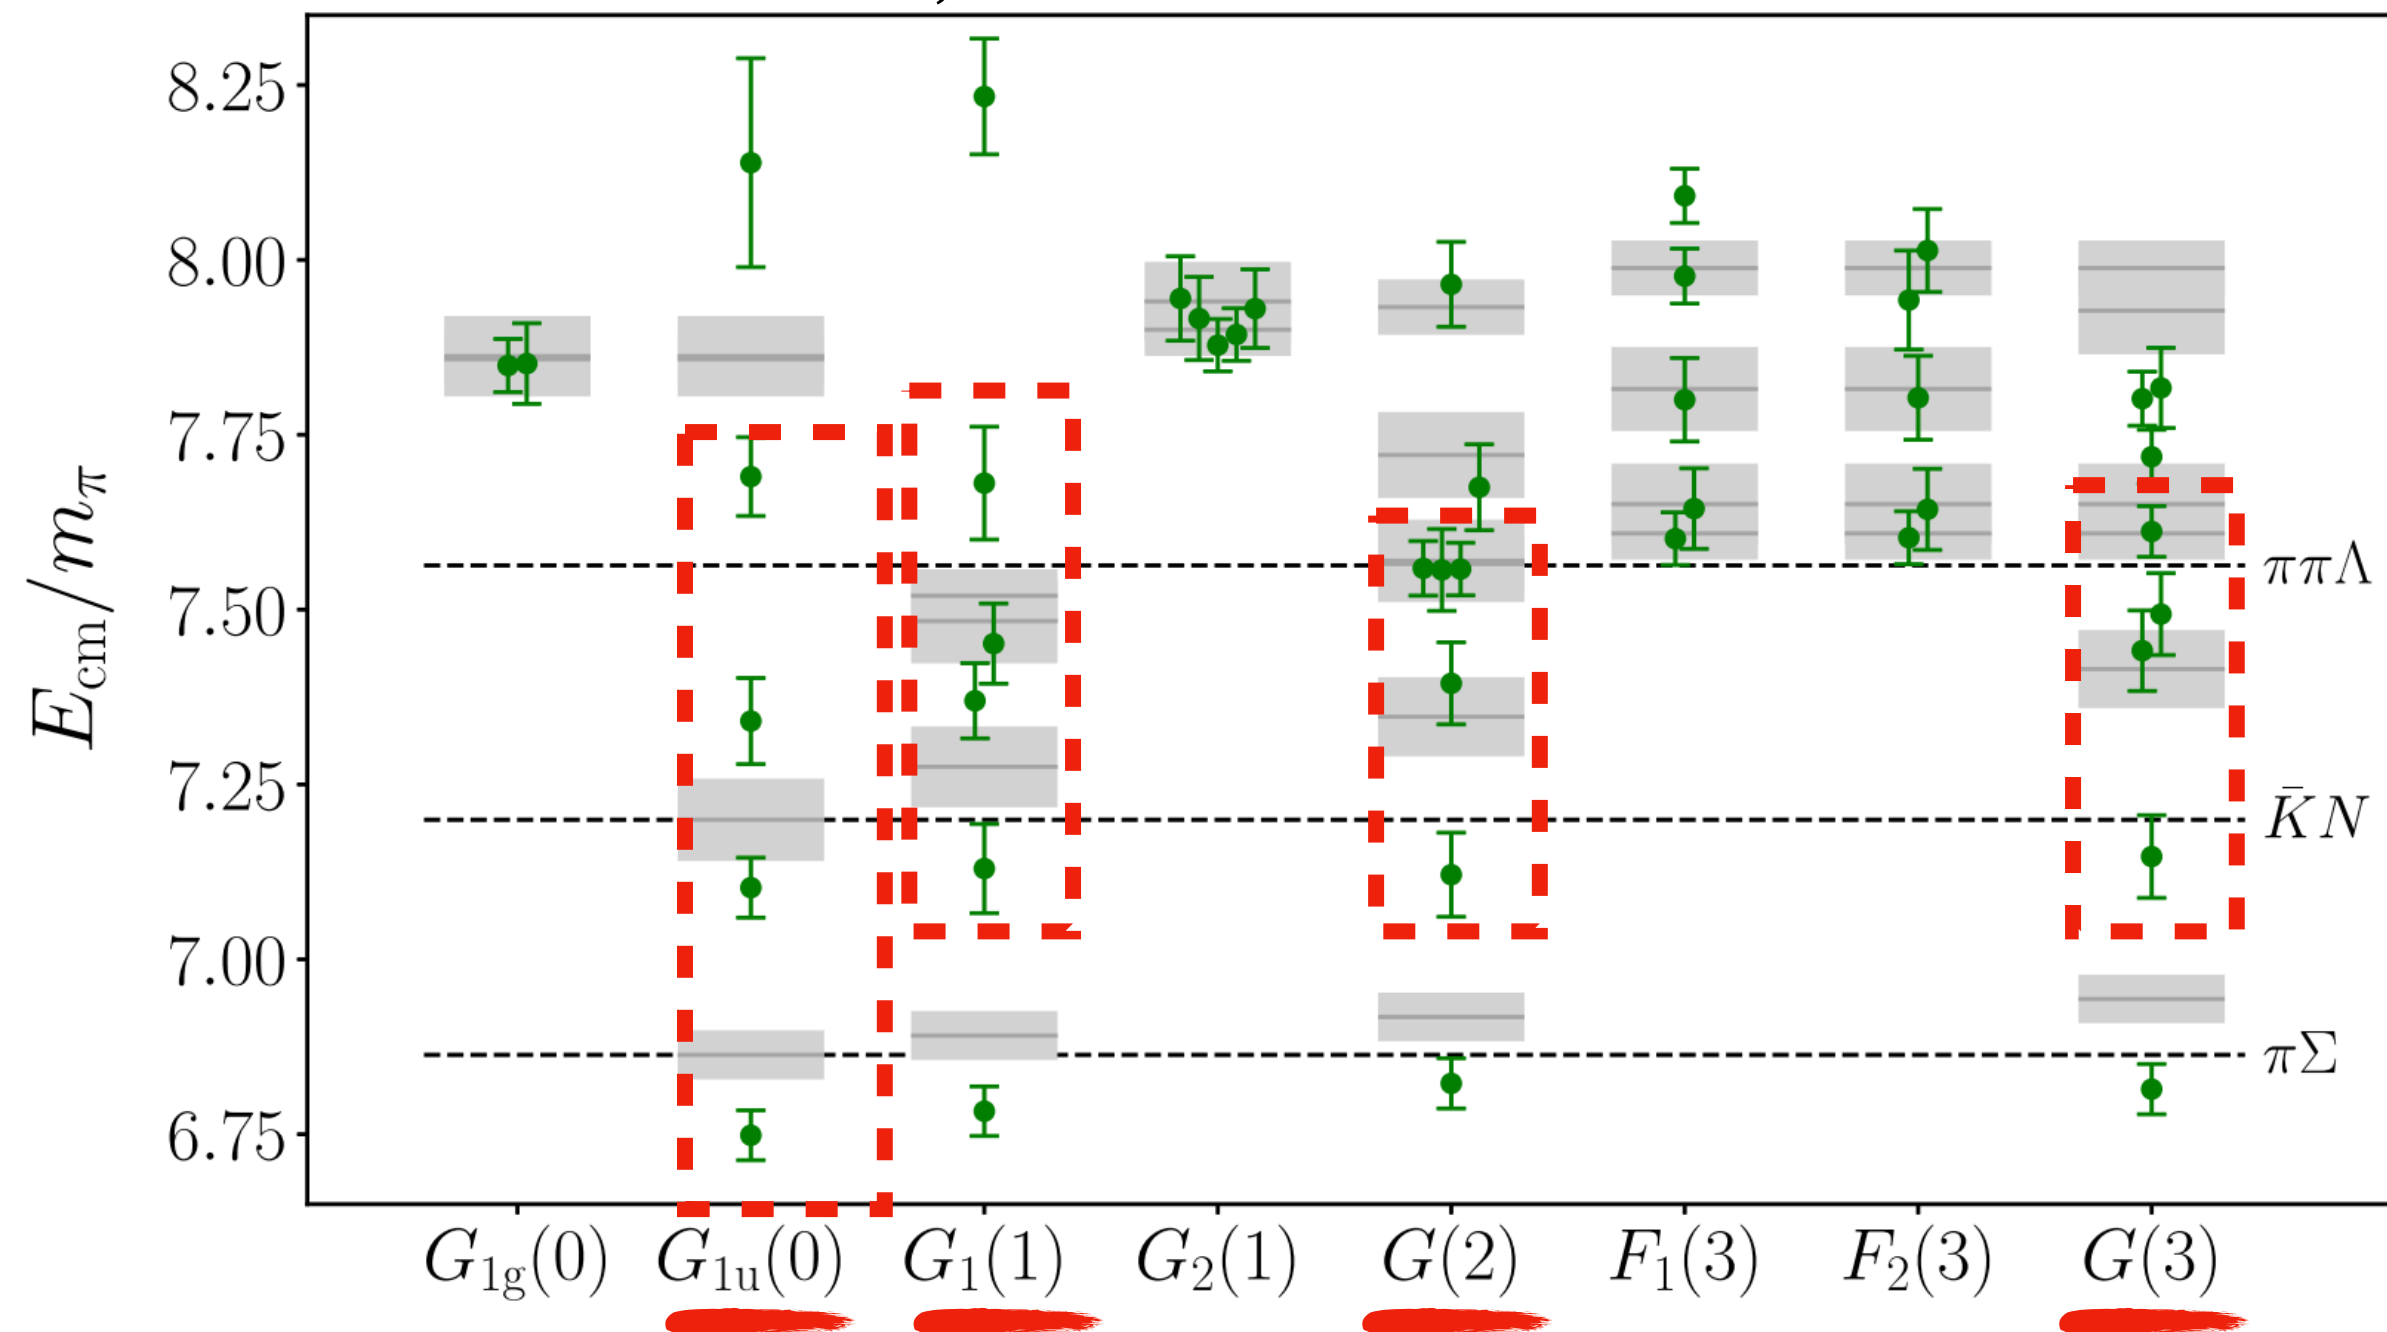 E_cm/m_π
8.25
8.00
7.75
7.50
7.25
7.00
6.75
ππΛ
K̄N
πΣ
G_1g(0) G_1u(0) G_1(1) G_2(1) G(2) F_1(3) F_2(3) G(3)